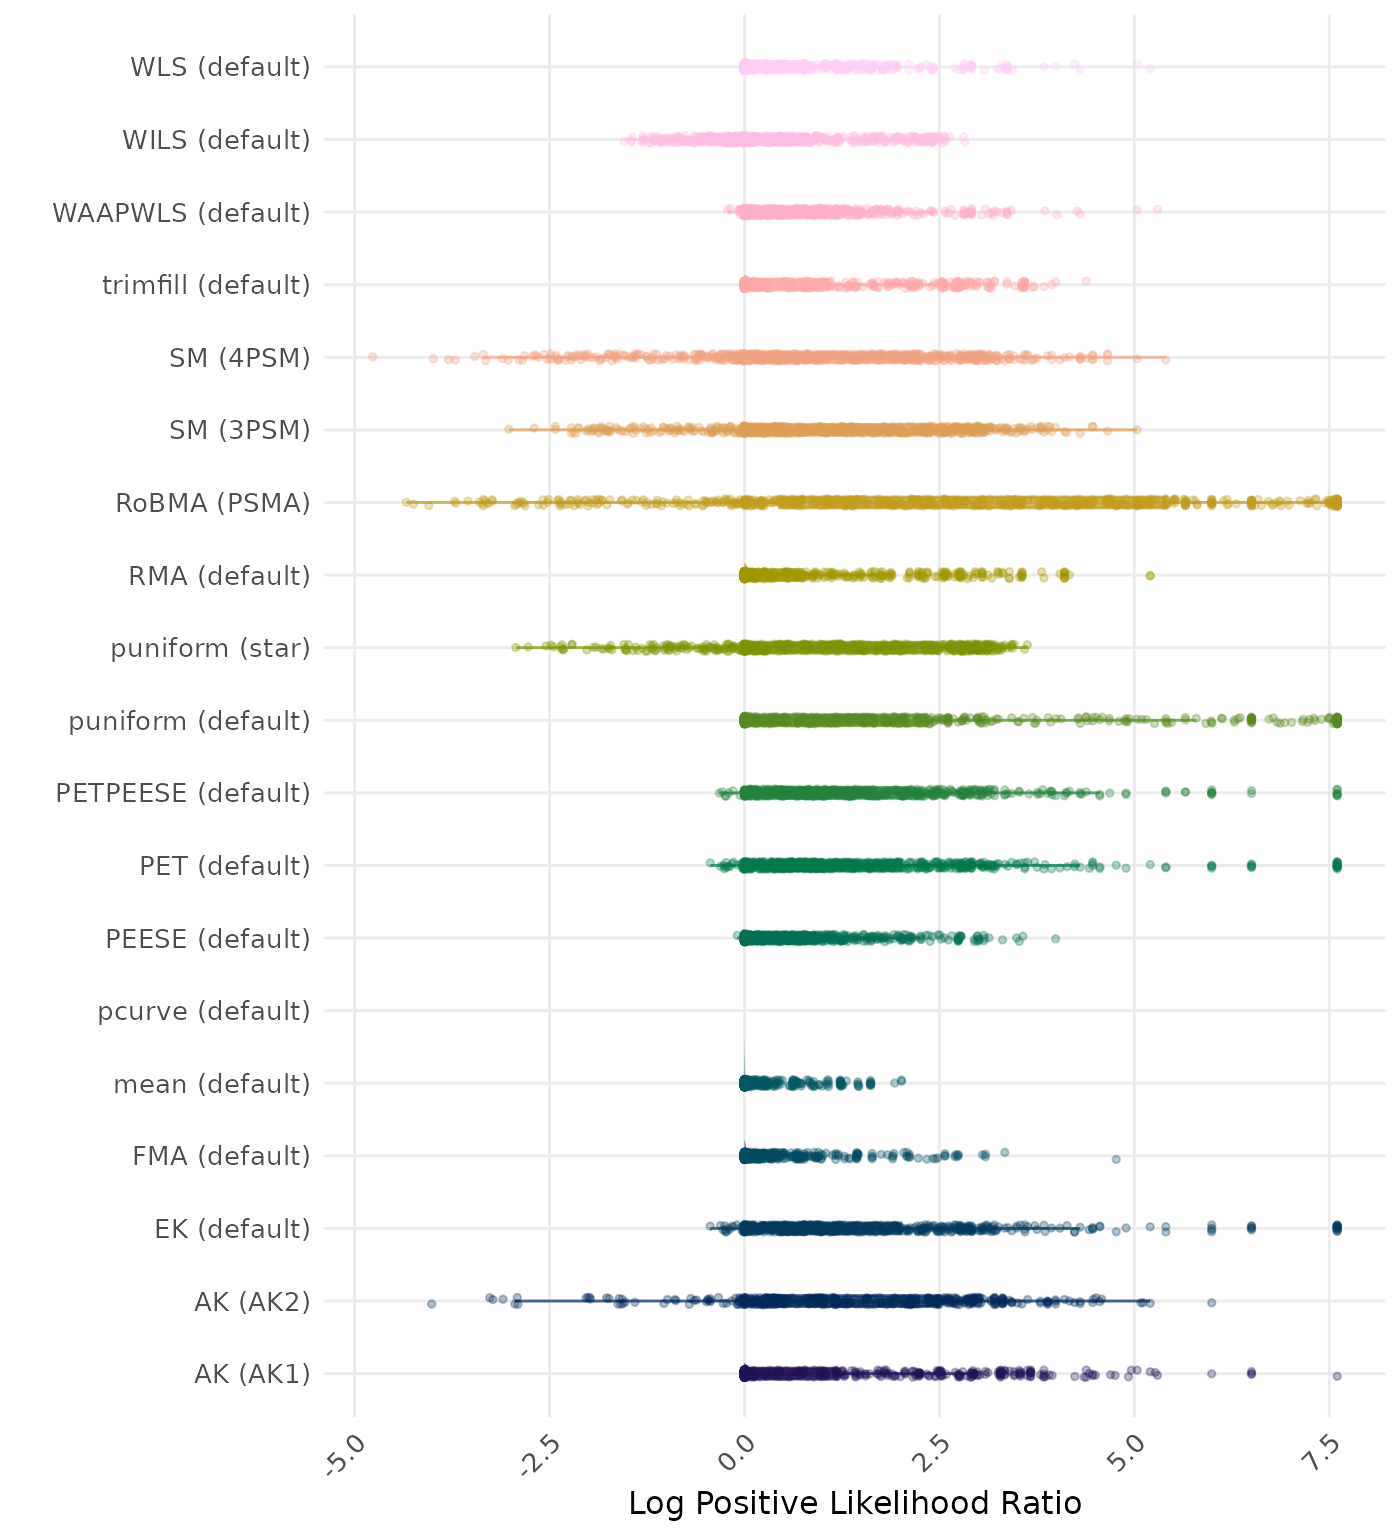 WLS (default)
WILS (default)
WAAPWLS (default)
trimfill (default)
SM (4PSM)
SM (3PSM)
RoBMA (PSMA)
RMA (default)
puniform (star)
puniform (default)
PETPEESE (default)
PET (default)
PEESE (default)
pcurve (default)
mean (default)
FMA (default)
EK (default)
AK (AK2)
AK (AK1)
-5.0
-2.5
0.0
2.5
5.0
7.5
Log Positive Likelihood Ratio